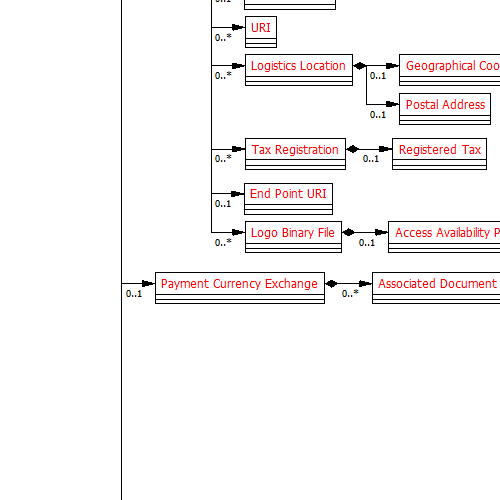 URI
0..*
Logistics Location
0..*
0..1
Geographical Coo
Postal Address
0..1
Tax Registration
0..*
0..1
Registered Tax
End Point URI
0..1
Logo Binary File
0..*
0..1
Access Availability P
Payment Currency Exchange
0..1
0..*
Associated Document